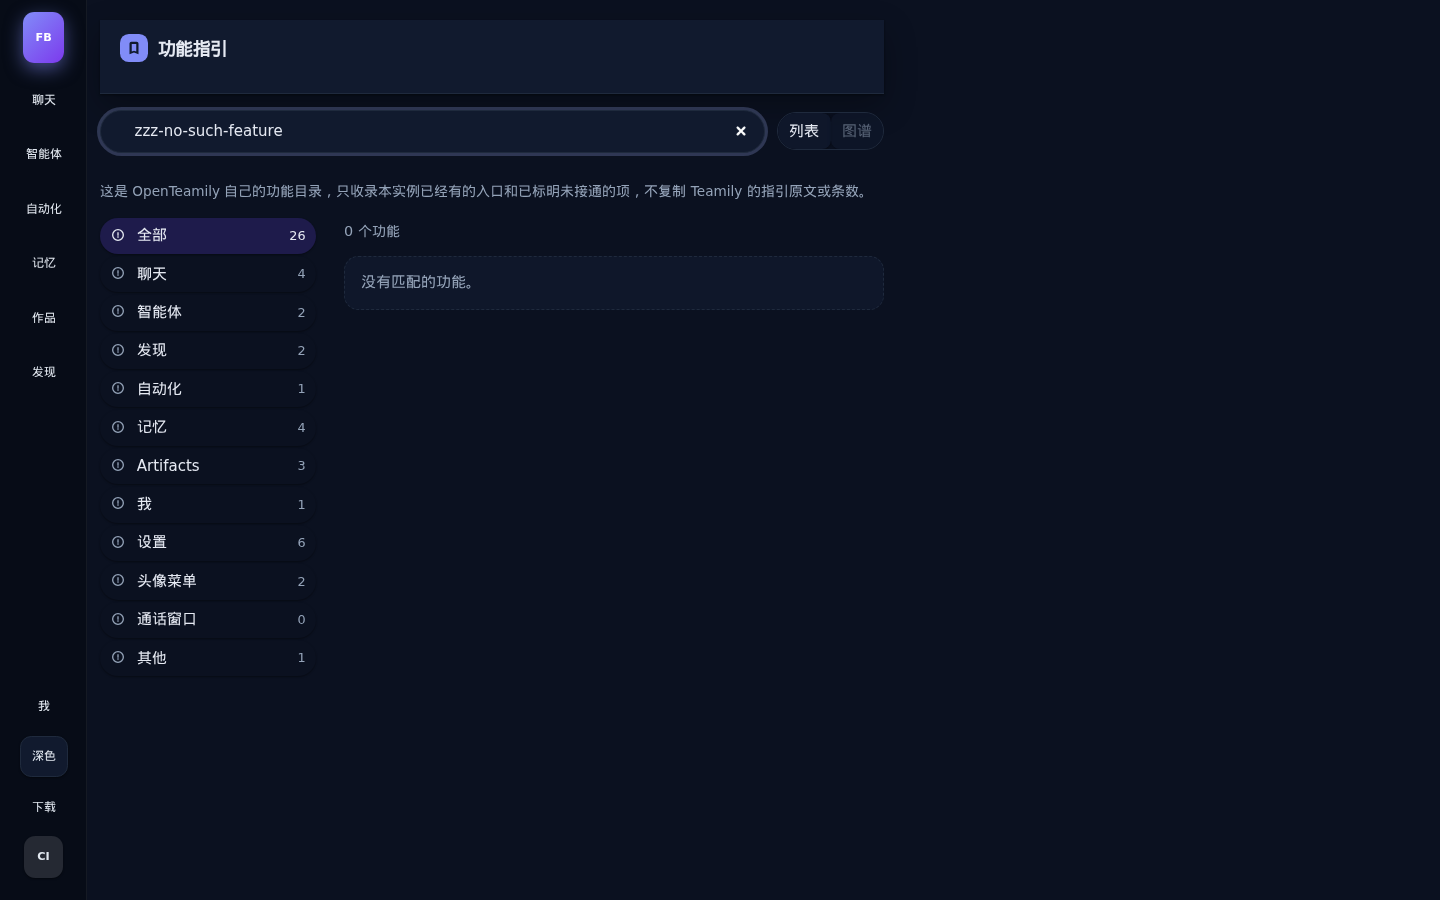 FB
聊天
智能体
自动化
记忆
作品
发现
我
深色
下载
CI
功能指引
zzz-no-such-feature
列表 图谱
这是 OpenTeamily 自己的功能目录，只收录本实例已经有的入口和已标明未接通的项，不复制 Teamily 的指引原文或条数。
全部 26
聊天 4
智能体 2
发现 2
自动化 1
记忆 4
Artifacts 3
我 1
设置 6
头像菜单 2
通话窗口 0
其他 1
0 个功能
没有匹配的功能。